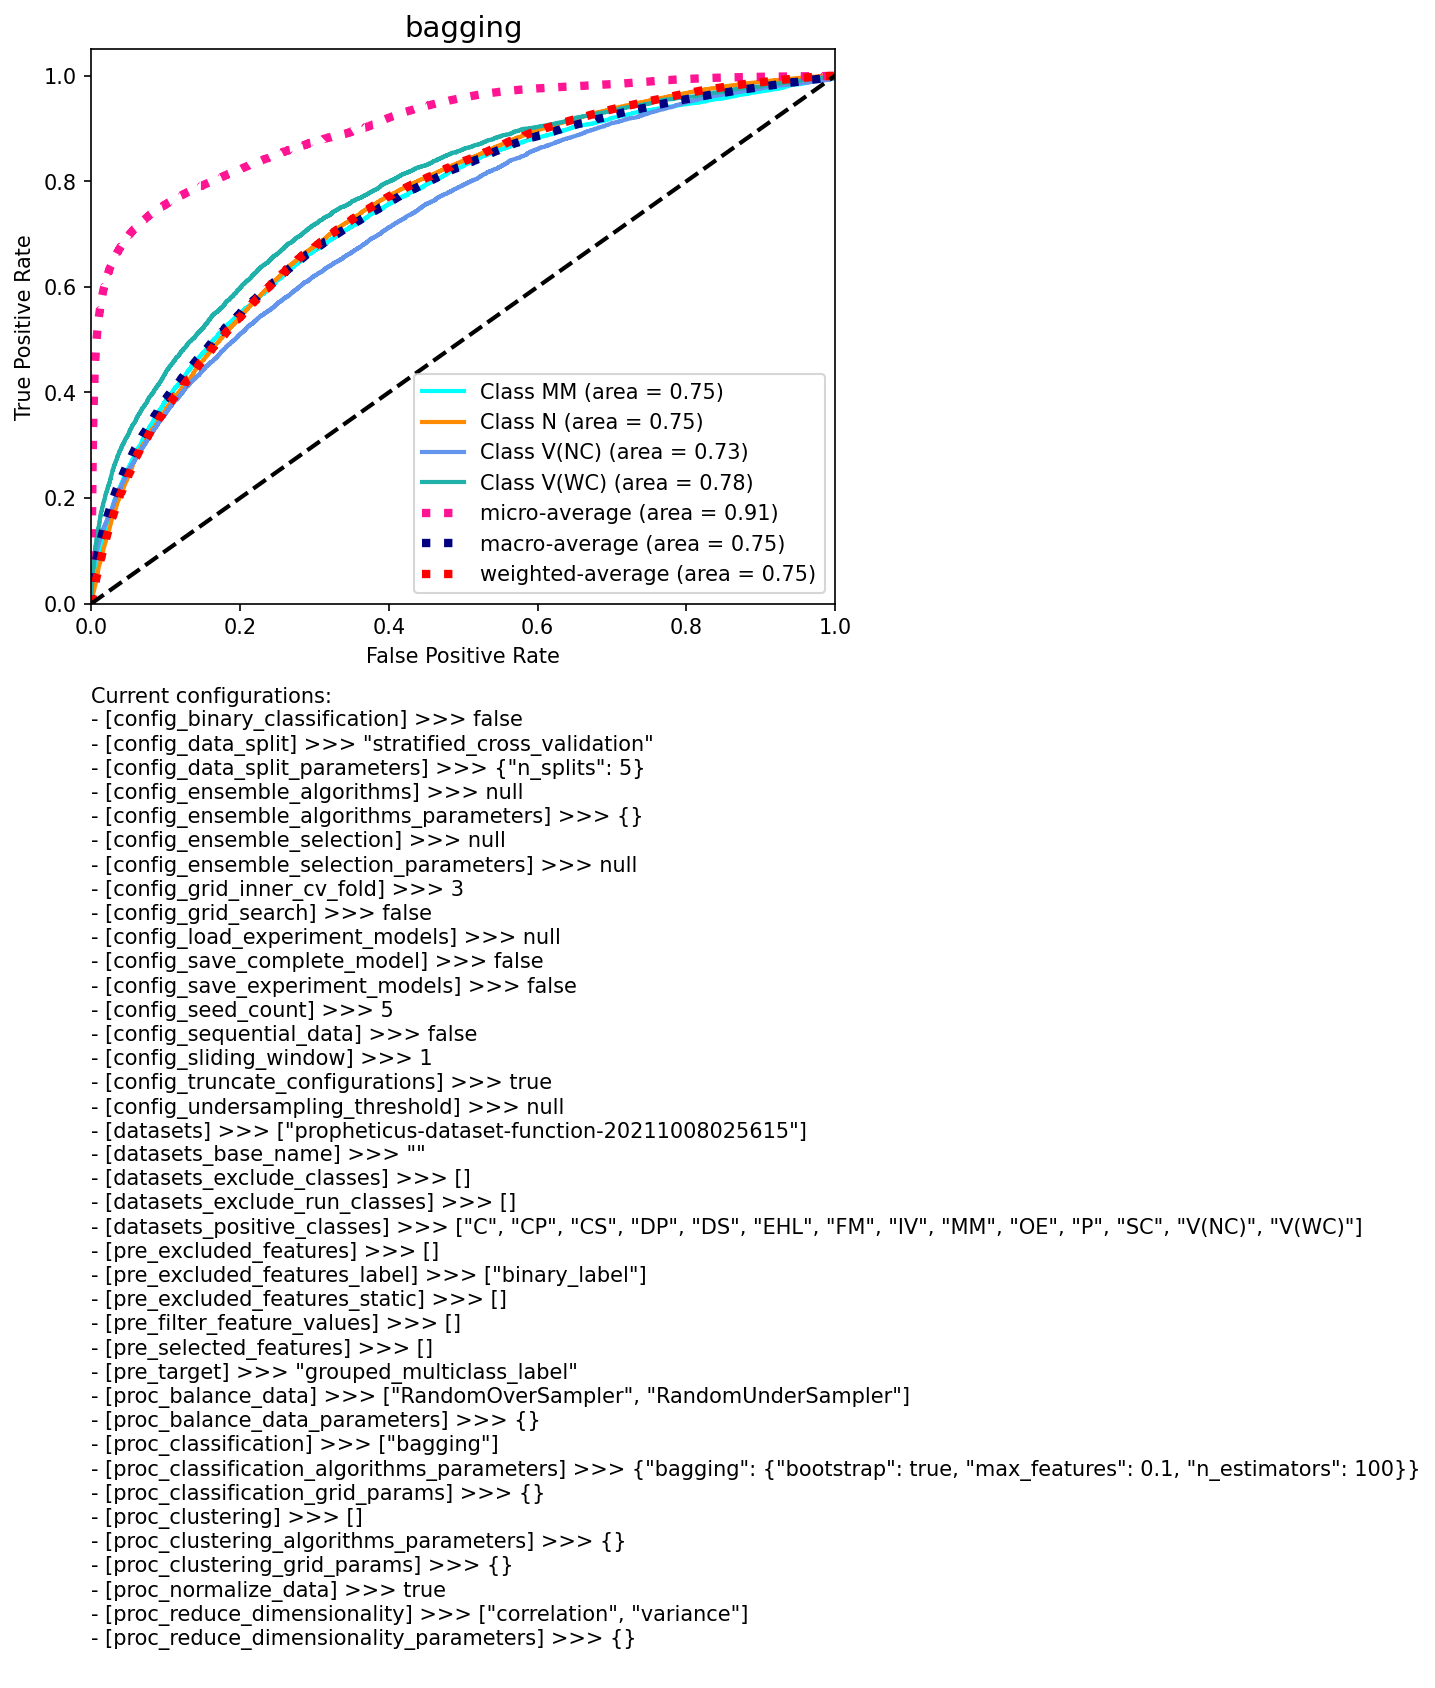 bagging
1.0
0.8
0.6
0.4
0.2
0.0
True Positive Rate
Class MM (area = 0.75)
Class N (area = 0.75)
Class V(NC) (area = 0.73)
Class V(WC) (area = 0.78)
micro-average (area = 0.91)
macro-average (area = 0.75)
weighted-average (area = 0.75)
0.0 0.2 0.4 0.6 0.8 1.0
False Positive Rate
Current configurations:
- [config_binary_classification] >>> false
- [config_data_split] >>> "stratified_cross_validation"
- [config_data_split_parameters] >>> {"n_splits": 5}
- [config_ensemble_algorithms] >>> null
- [config_ensemble_algorithms_parameters] >>> {}
- [config_ensemble_selection] >>> null
- [config_ensemble_selection_parameters] >>> null
- [config_grid_inner_cv_fold] >>> 3
- [config_grid_search] >>> false
- [config_load_experiment_models] >>> null
- [config_save_complete_model] >>> false
- [config_save_experiment_models] >>> false
- [config_seed_count] >>> 5
- [config_sequential_data] >>> false
- [config_sliding_window] >>> 1
- [config_truncate_configurations] >>> true
- [config_undersampling_threshold] >>> null
- [datasets] >>> ["propheticus-dataset-function-20211008025615"]
- [datasets_base_name] >>> ""
- [datasets_exclude_classes] >>> []
- [datasets_exclude_run_classes] >>> []
- [datasets_positive_classes] >>> ["C", "CP", "CS", "DP", "DS", "EHL", "FM", "IV", "MM", "OE", "P", "SC", "V(NC)", "V(WC)"]
- [pre_excluded_features] >>> []
- [pre_excluded_features_label] >>> ["binary_label"]
- [pre_excluded_features_static] >>> []
- [pre_filter_feature_values] >>> []
- [pre_selected_features] >>> []
- [pre_target] >>> "grouped_multiclass_label"
- [proc_balance_data] >>> ["RandomOverSampler", "RandomUnderSampler"]
- [proc_balance_data_parameters] >>> {}
- [proc_classification] >>> ["bagging"]
- [proc_classification_algorithms_parameters] >>> {"bagging": {"bootstrap": true, "max_features": 0.1, "n_estimators": 100}}
- [proc_classification_grid_params] >>> {}
- [proc_clustering] >>> []
- [proc_clustering_algorithms_parameters] >>> {}
- [proc_clustering_grid_params] >>> {}
- [proc_normalize_data] >>> true
- [proc_reduce_dimensionality] >>> ["correlation", "variance"]
- [proc_reduce_dimensionality_parameters] >>> {}